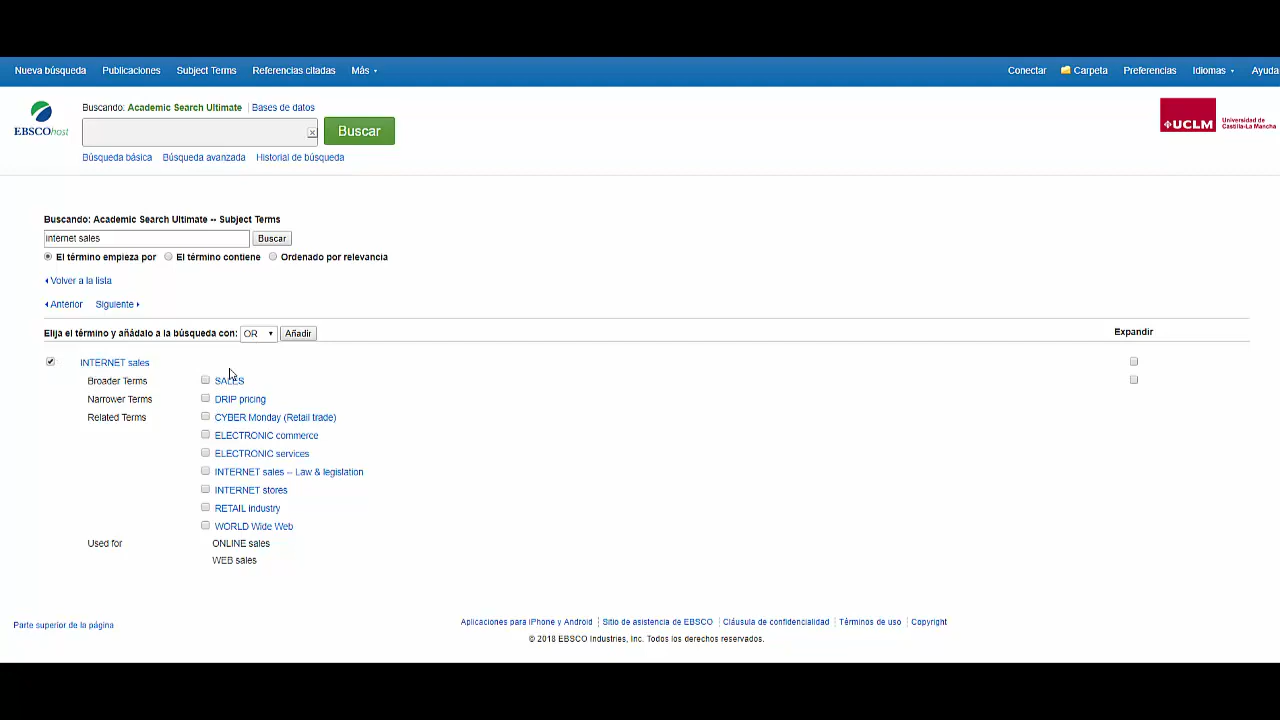 Nueva búsqueda Publicaciones Subject Terms Referencias citadas Más Conectar Carpeta Preferencias Idiomas Ayuda
EBSCOhost
Buscando: Academic Search Ultimate Bases de datos
Buscar
Búsqueda básica Búsqueda avanzada Historial de búsqueda
UCLM Universidad de Castilla-La Mancha
Buscando: Academic Search Ultimate -- Subject Terms
internet sales Buscar
El término empieza por El término contiene Ordenado por relevancia
Volver a la lista
Anterior Siguiente
Elija el término y añádalo a la búsqueda con: OR Añadir Expandir
INTERNET sales
Broader Terms SALES
Narrower Terms DRIP pricing
Related Terms CYBER Monday (Retail trade)
ELECTRONIC commerce
ELECTRONIC services
INTERNET sales -- Law & legislation
INTERNET stores
RETAIL industry
WORLD Wide Web
Used for ONLINE sales
WEB sales
Parte superior de la página
Aplicaciones para iPhone y Android Sitio de asistencia de EBSCO Cláusula de confidencialidad Términos de uso Copyright
© 2018 EBSCO Industries, Inc. Todos los derechos reservados.